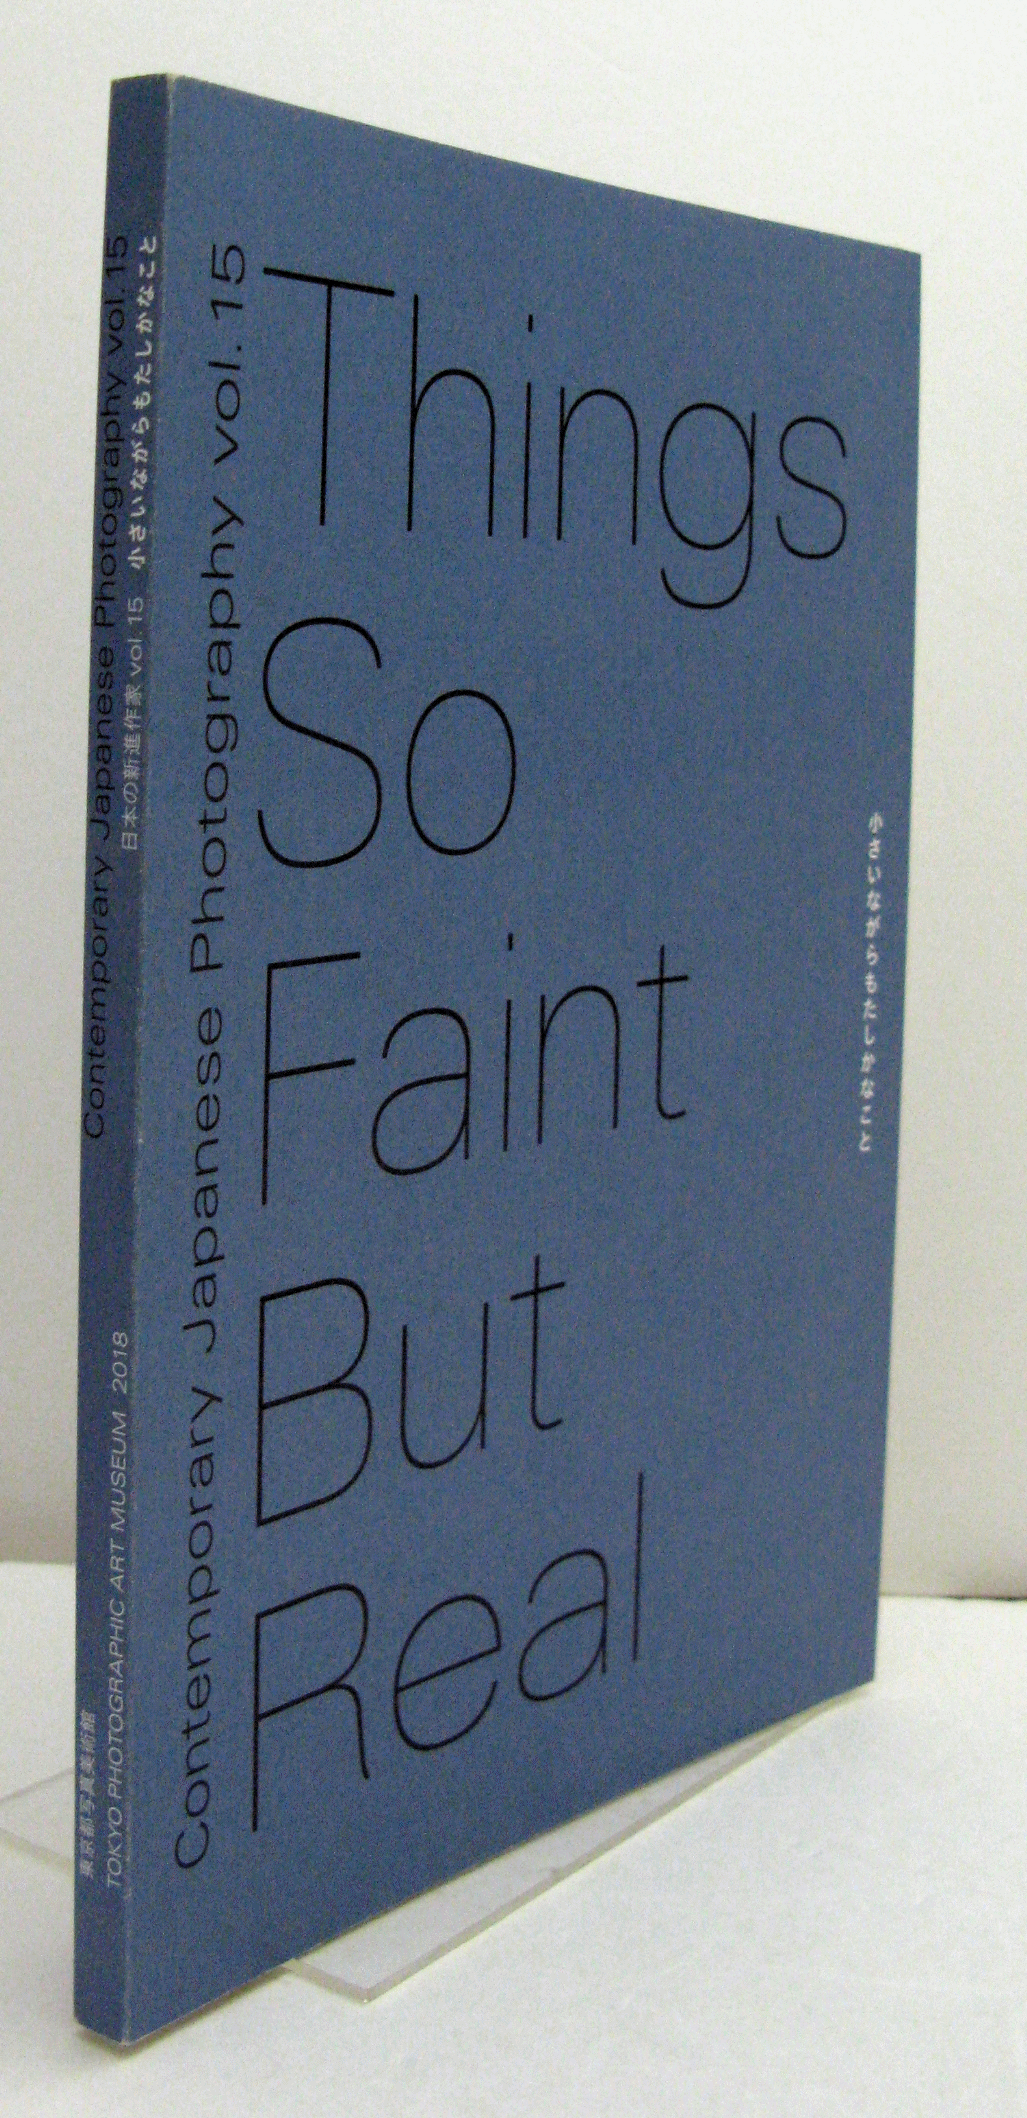 Contemporary Japanese Photography vol. 15
日本の新進作家 vol. 15 小さいながらもたしかなこと
東京都写真美術館
TOKYO PHOTOGRAPHIC ART MUSEUM 2018
Contemporary Japanese Photography vol. 15
Things
So
Faint
But
Real
小さいながらもたしかなこと